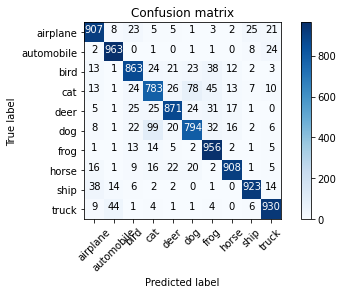 Confusion matrix
True label
airplane 907 8 23 5 5 1 3 2 25 21
automobile 2 963 0 1 1 0 1 0 8 24
bird 13 1 863 24 21 23 38 12 2 3
cat 13 1 24 783 26 78 45 13 7 10
deer 5 1 25 25 871 24 31 17 1 0
dog 8 1 22 99 20 794 32 16 2 6
frog 1 1 13 14 5 2 956 2 1 5
horse 16 1 9 16 22 20 2 908 1 5
ship 38 14 6 2 2 0 1 0 923 14
truck 9 44 1 4 1 1 4 0 6 930
airplane automobile bird cat deer dog frog horse ship truck
Predicted label
800
600
400
200
0